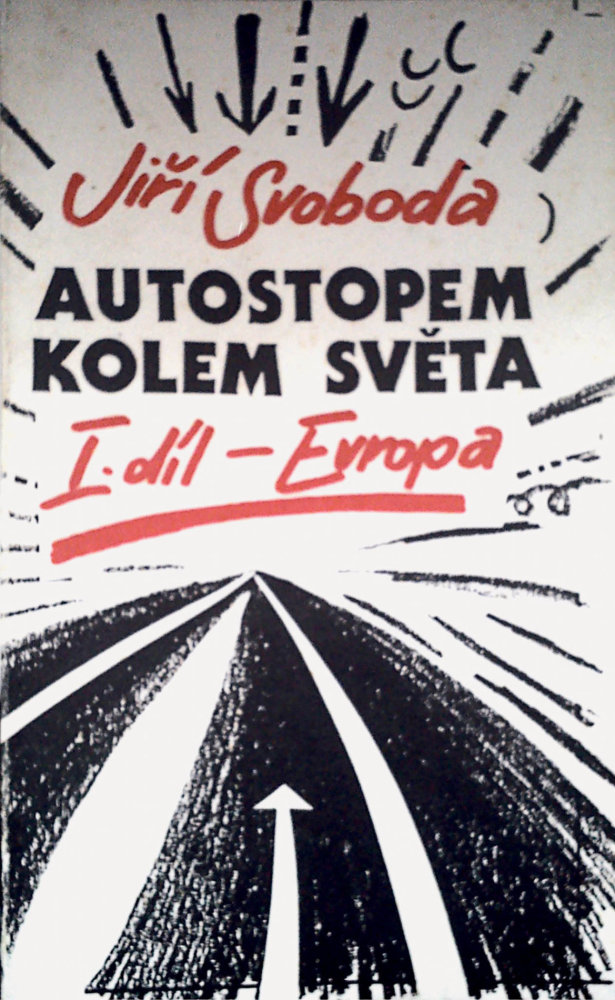 Jiří Svoboda
AUTOSTOPEM
KOLEM SVĚTA
I. díl – Evropa